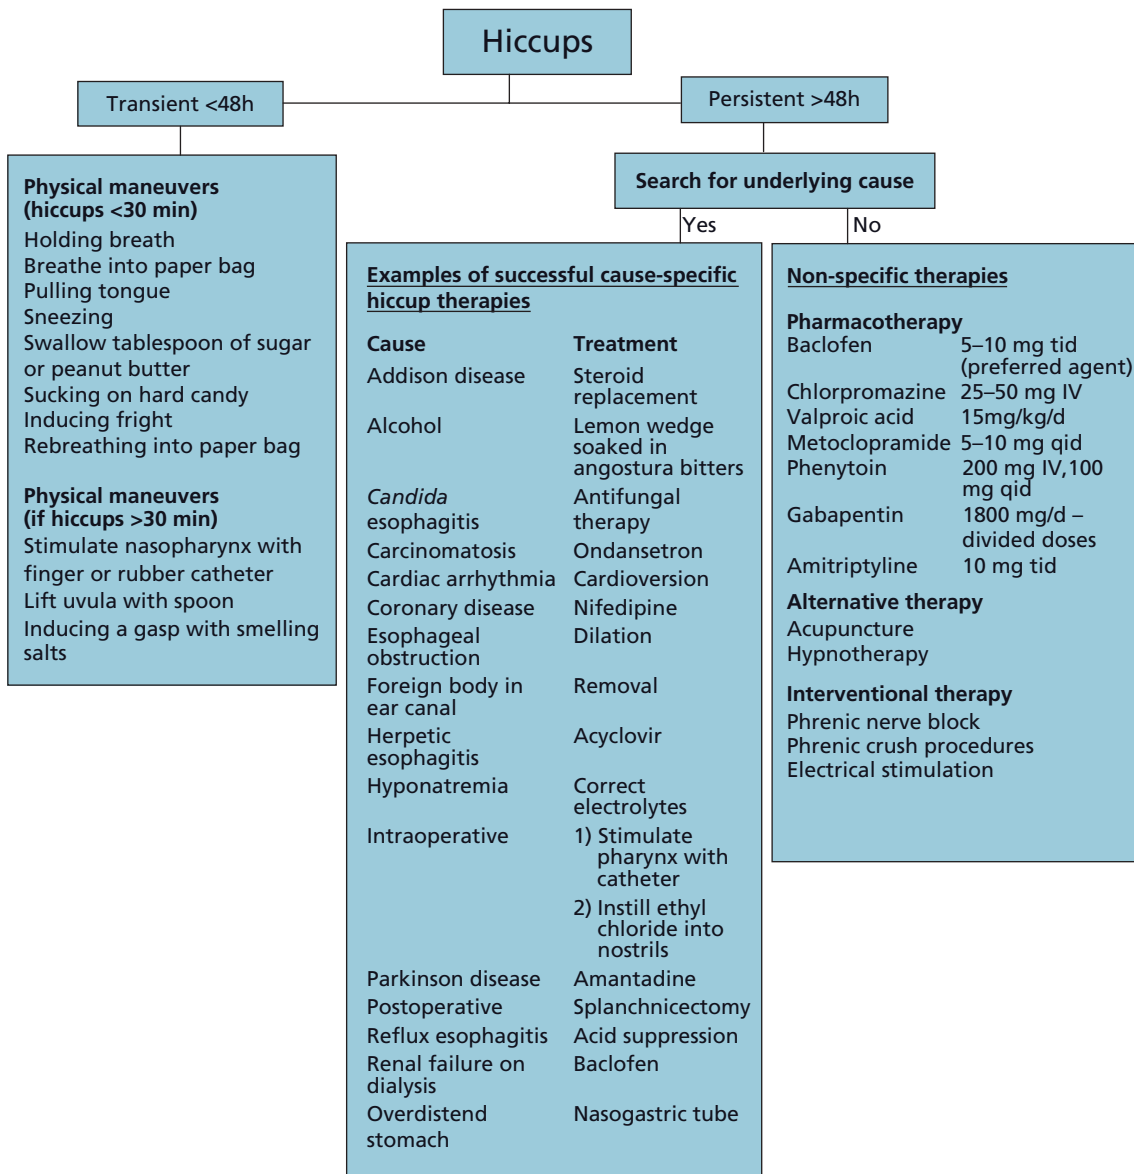 Hiccups
Transient <48h
Persistent >48h
Physical maneuvers
(hiccups <30 min)
Holding breath
Breathe into paper bag
Pulling tongue
Sneezing
Swallow tablespoon of sugar
or peanut butter
Sucking on hard candy
Inducing fright
Rebreathing into paper bag
Physical maneuvers
(if hiccups >30 min)
Stimulate nasopharynx with
finger or rubber catheter
Lift uvula with spoon
Inducing a gasp with smelling
salts
Search for underlying cause
Yes
No
Examples of successful cause-specific
hiccup therapies
Cause Treatment
Addison disease Steroid
replacement
Alcohol Lemon wedge
soaked in
angostura bitters
Candida Antifungal
esophagitis therapy
Carcinomatosis Ondansetron
Cardiac arrhythmia Cardioversion
Coronary disease Nifedipine
Esophageal Dilation
obstruction
Foreign body in Removal
ear canal
Herpetic Acyclovir
esophagitis
Hyponatremia Correct
electrolytes
Intraoperative 1) Stimulate
pharynx with
catheter
2) Instill ethyl
chloride into
nostrils
Parkinson disease Amantadine
Postoperative Splanchnicectomy
Reflux esophagitis Acid suppression
Renal failure on Baclofen
dialysis
Overdistend Nasogastric tube
stomach
Non-specific therapies
Pharmacotherapy
Baclofen 5–10 mg tid
(preferred agent)
Chlorpromazine 25–50 mg IV
Valproic acid 15mg/kg/d
Metoclopramide 5–10 mg qid
Phenytoin 200 mg IV,100
mg qid
Gabapentin 1800 mg/d –
divided doses
Amitriptyline 10 mg tid
Alternative therapy
Acupuncture
Hypnotherapy
Interventional therapy
Phrenic nerve block
Phrenic crush procedures
Electrical stimulation